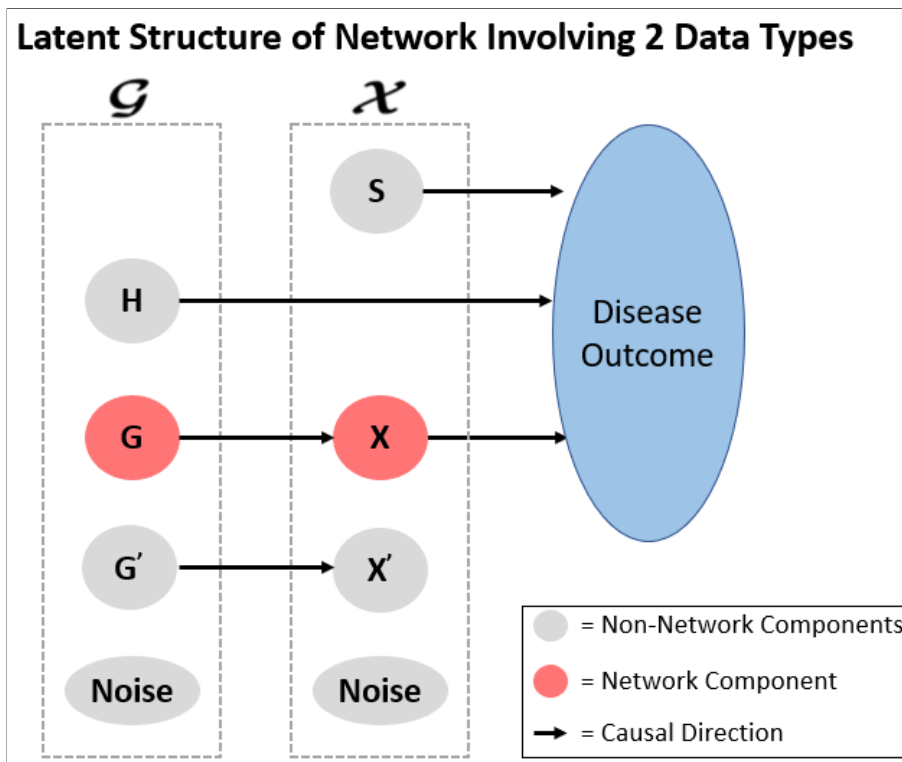 Latent Structure of Network Involving 2 Data Types
𝓖
𝓧
S
H
Disease
Outcome
G
X
G′
X′
Noise
Noise
= Non-Network Components
= Network Component
= Causal Direction